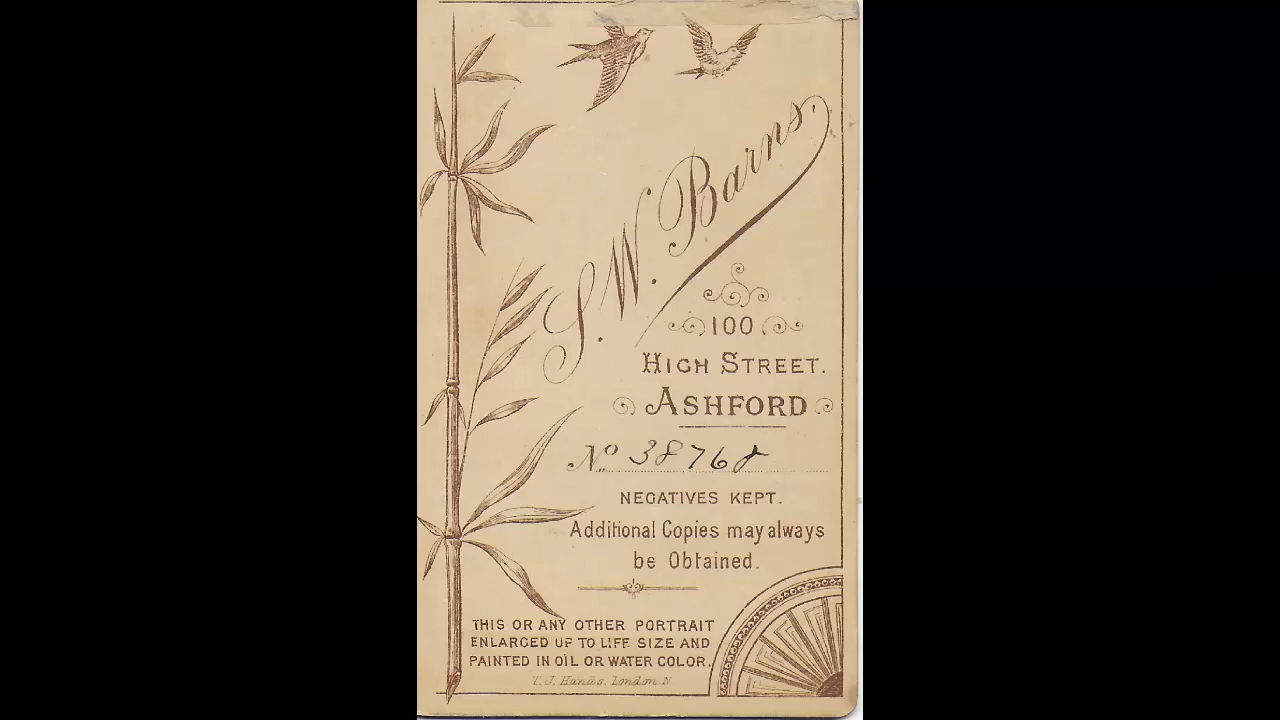 S. W. Barns.
100
HIGH STREET.
ASHFORD
No 38768
NEGATIVES KEPT.
Additional Copies may always
be Obtained.
THIS OR ANY OTHER PORTRAIT
ENLARGED UP TO LIFE SIZE AND
PAINTED IN OIL OR WATER COLOR.
T. J. Hands. London N